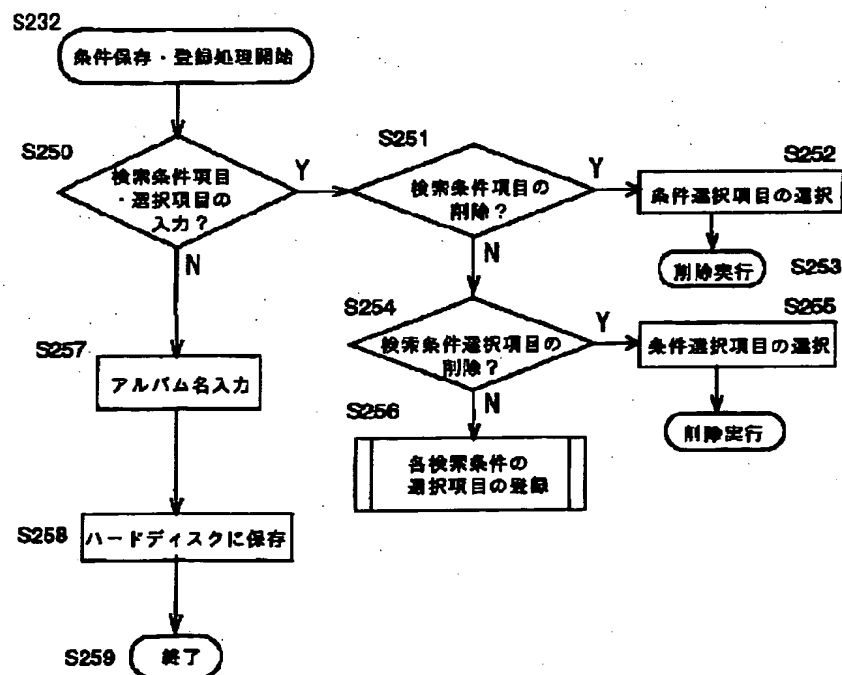 S232
条件保存・登録処理開始
S250
検索条件項目
・選択項目の
入力？
Y
S251
検索条件項目の
削除？
Y
S252
条件選択項目の選択
削除実行
S253
N
S254
検索条件選択項目の
削除？
Y
S255
条件選択項目の選択
削除実行
N
S256
各検索条件の
選択項目の登録
N
S257
アルバム名入力
S258
ハードディスクに保存
S259
終了